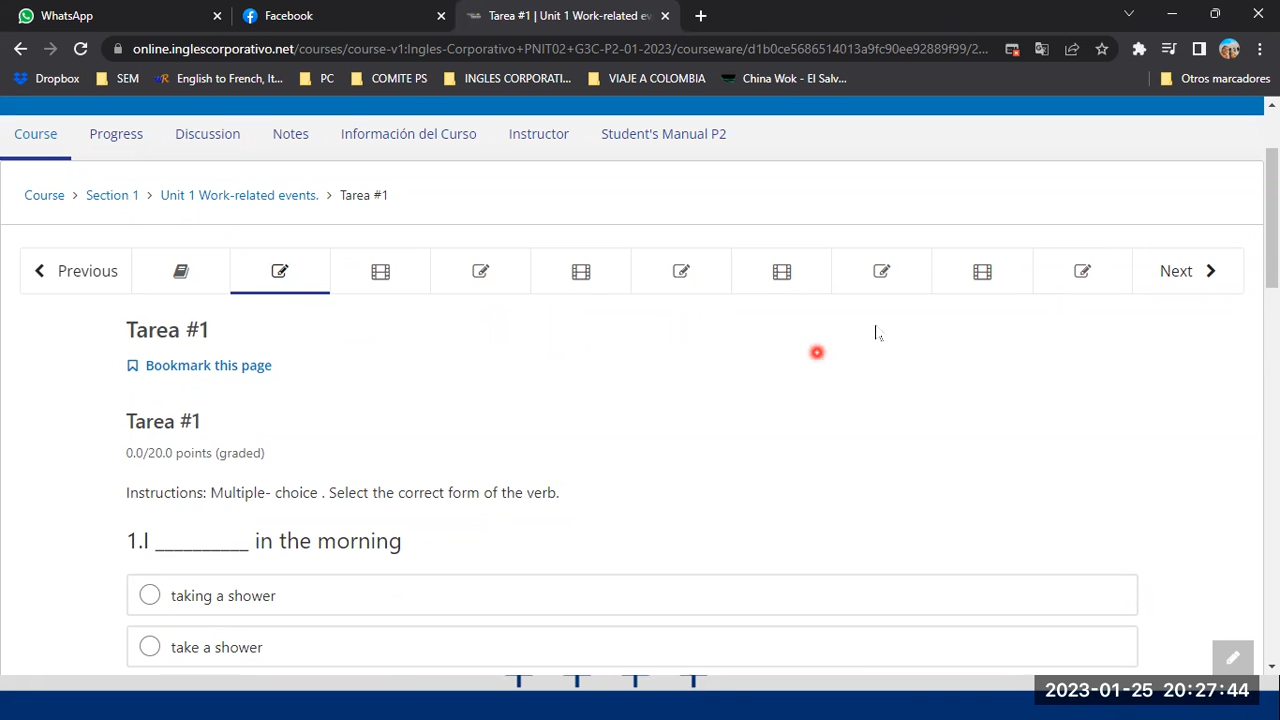 WhatsApp
Facebook
Tarea #1 | Unit 1 Work-related eve
online.inglescorporativo.net/courses/course-v1:Ingles-Corporativo+PNIT02+G3C-P2-01-2023/courseware/d1b0ce5686514013a9fc90ee92889f99/2...
Dropbox SEM English to French, It... PC COMITE PS INGLES CORPORATI... VIAJE A COLOMBIA China Wok - El Salv... Otros marcadores
Course Progress Discussion Notes Información del Curso Instructor Student's Manual P2
Course > Section 1 > Unit 1 Work-related events. > Tarea #1
Previous Next
Tarea #1
Bookmark this page
Tarea #1
0.0/20.0 points (graded)
Instructions: Multiple- choice . Select the correct form of the verb.
1.I __________ in the morning
taking a shower
take a shower
2023-01-25 20:27:44